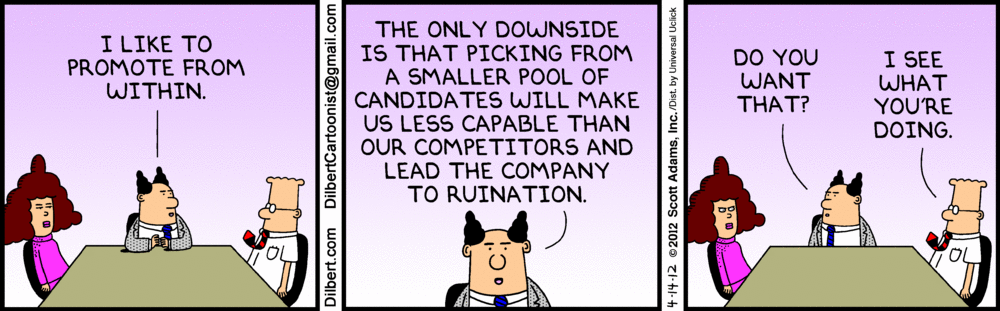 I LIKE TO
PROMOTE FROM
WITHIN.
DilbertCartoonist@gmail.com
Dilbert.com
THE ONLY DOWNSIDE
IS THAT PICKING FROM
A SMALLER POOL OF
CANDIDATES WILL MAKE
US LESS CAPABLE THAN
OUR COMPETITORS AND
LEAD THE COMPANY
TO RUINATION.
4-14-12 ©2012 Scott Adams, Inc. /Dist. by Universal Uclick
DO YOU
WANT
THAT?
I SEE
WHAT
YOU'RE
DOING.